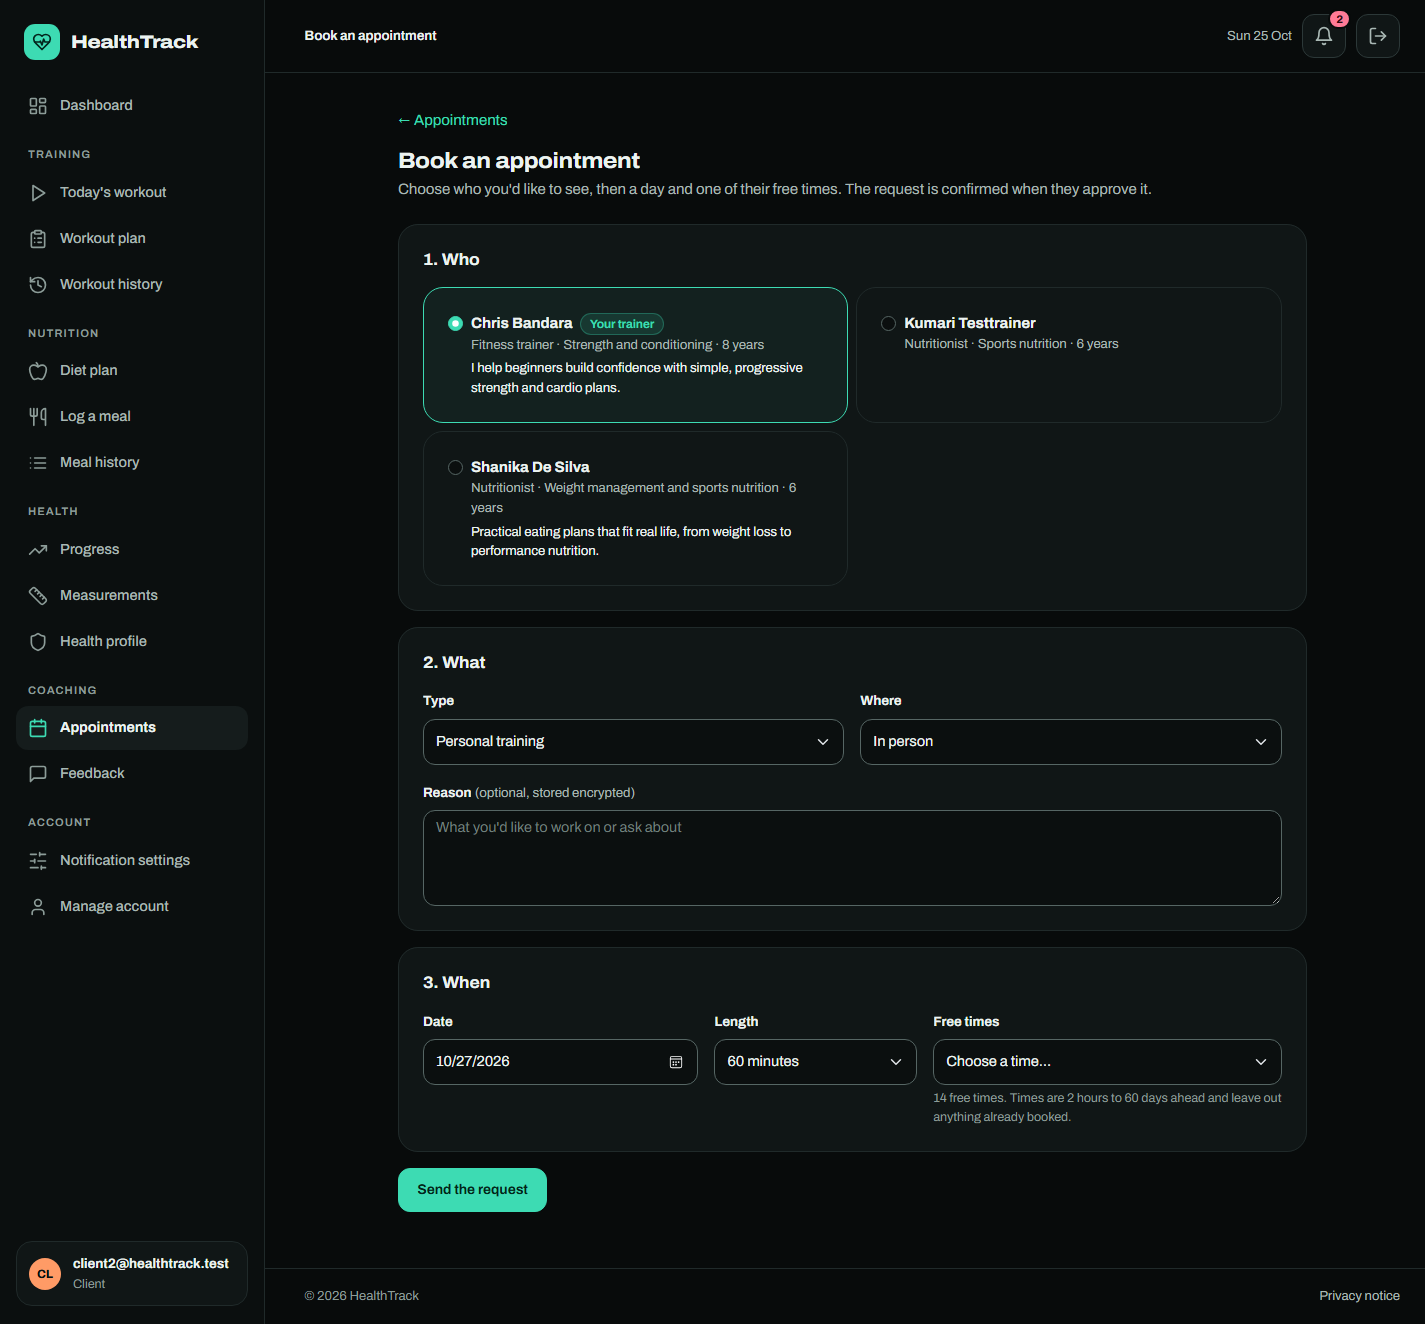 HealthTrack
Dashboard
TRAINING
Today's workout
Workout plan
Workout history
NUTRITION
Diet plan
Log a meal
Meal history
HEALTH
Progress
Measurements
Health profile
COACHING
Appointments
Feedback
ACCOUNT
Notification settings
Manage account
CL
client2@healthtrack.test
Client
Book an appointment
Sun 25 Oct
2
← Appointments
Book an appointment
Choose who you'd like to see, then a day and one of their free times. The request is confirmed when they approve it.
1. Who
Chris Bandara Your trainer
Fitness trainer · Strength and conditioning · 8 years
I help beginners build confidence with simple, progressive
strength and cardio plans.
Kumari Testtrainer
Nutritionist · Sports nutrition · 6 years
Shanika De Silva
Nutritionist · Weight management and sports nutrition · 6
years
Practical eating plans that fit real life, from weight loss to
performance nutrition.
2. What
Type
Personal training
Where
In person
Reason (optional, stored encrypted)
What you'd like to work on or ask about
3. When
Date
10/27/2026
Length
60 minutes
Free times
Choose a time...
14 free times. Times are 2 hours to 60 days ahead and leave out
anything already booked.
Send the request
© 2026 HealthTrack
Privacy notice